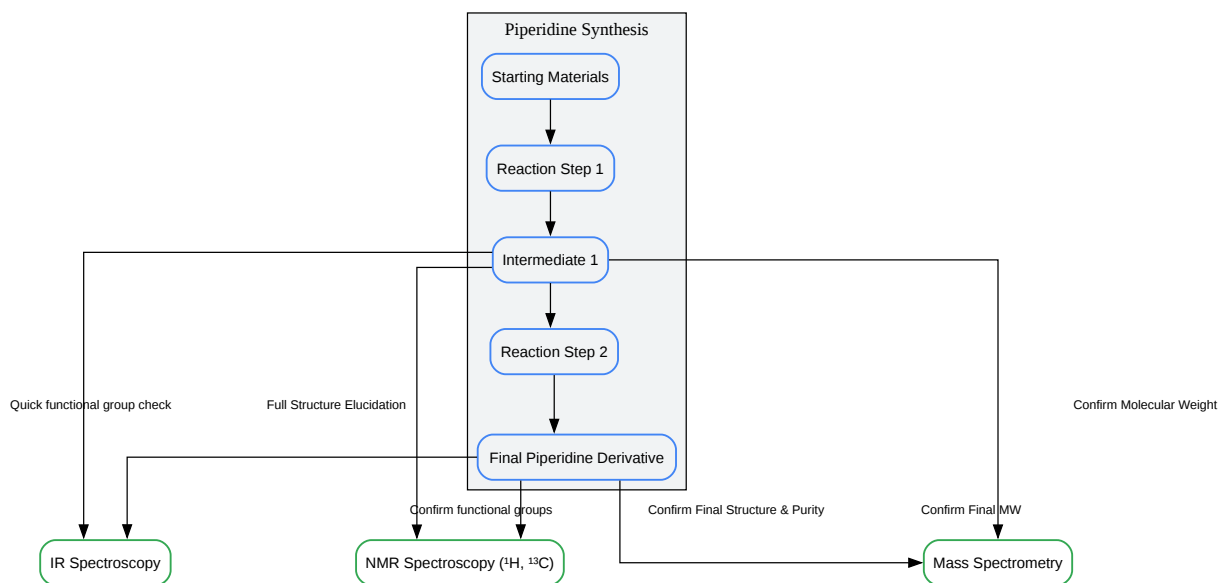 Piperidine Synthesis
Starting Materials
Reaction Step 1
Intermediate 1
Reaction Step 2
Quick functional group check
Full Structure Elucidation
Confirm Molecular Weight
Final Piperidine Derivative
Confirm functional groups
Confirm Final Structure & Purity
Confirm Final MW
IR Spectroscopy
NMR Spectroscopy (¹H, ¹³C)
Mass Spectrometry